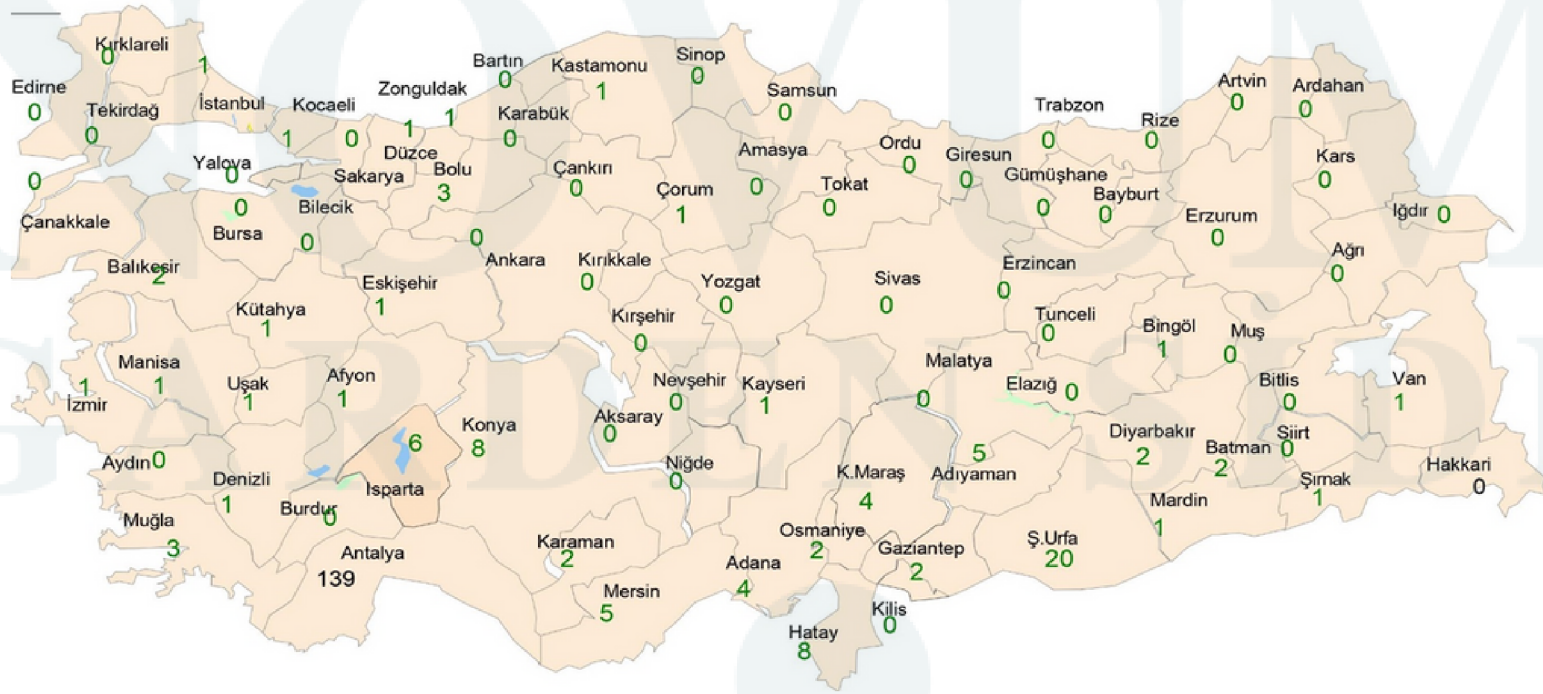 Kırklareli
0
1
Edirne
0
Tekirdağ
0
İstanbul
Kocaeli
1
0
Zonguldak
1
1
Bartın
0
Kastamonu
1
Sinop
0
Karabük
0
Samsun
0
Trabzon
0
Rize
0
Artvin
0
Ardahan
0
Yalova
0
0
Çanakkale
Sakarya
Düzce
Bolu
3
Çankırı
0
Çorum
1
Amasya
0
Tokat
0
Ordu
0
Giresun
0
Gümüşhane
0
Bayburt
0
Erzurum
0
Kars
0
Iğdır 0
Ağrı
0
0
Bursa
Bilecik
0
Balıkesir
2
Kütahya
1
Eskişehir
1
0
Ankara
Kırıkkale
0
Kırşehir
0
Yozgat
0
Sivas
0
Erzincan
0
Tunceli
0
Bingöl
1
Muş
0
Manisa
1
1
İzmir
Uşak
1
Afyon
1
6
Isparta
Konya
8
Aksaray
0
Nevşehir
0
Kayseri
1
Malatya
0
Elazığ 0
Bitlis
0
Van
1
Aydın 0
Denizli
1
Burdur
0
Niğde
0
K.Maraş
4
5
Adıyaman
Diyarbakır
2
Batman
2
Siirt
0
Şırnak
1
Hakkari
0
Muğla
3
Antalya
139
Karaman
2
Mersin
5
Adana
4
Osmaniye
2
Gaziantep
2
Ş.Urfa
20
Mardin
1
Kilis
0
Hatay
8
NOVUM
GARDEN SİDE